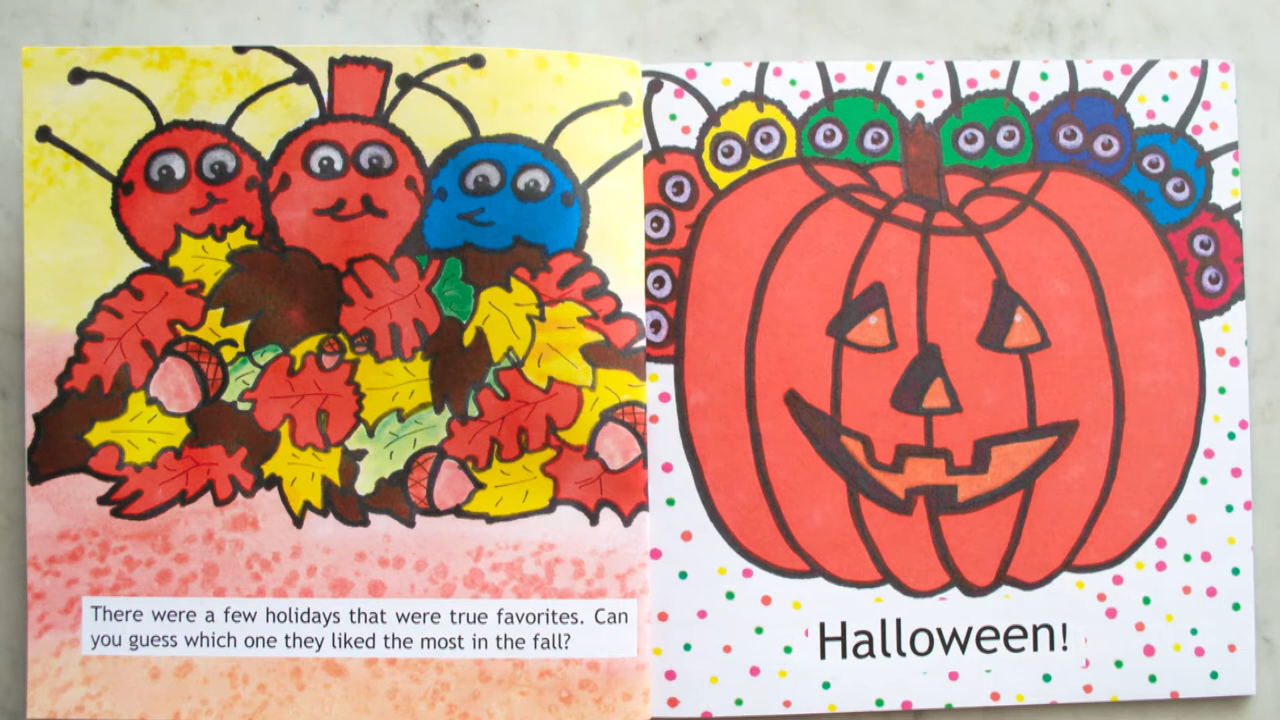 There were a few holidays that were true favorites. Can
you guess which one they liked the most in the fall?
Halloween!